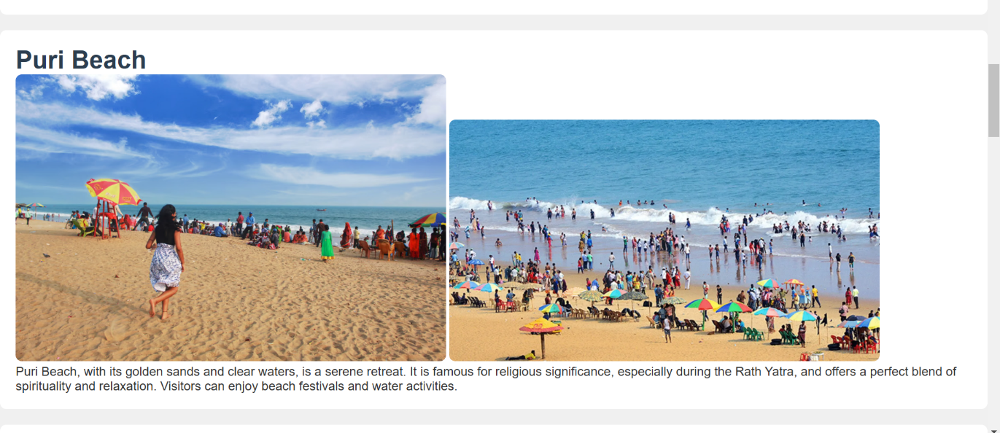 Puri Beach
Puri Beach, with its golden sands and clear waters, is a serene retreat. It is famous for religious significance, especially during the Rath Yatra, and offers a perfect blend of
spirituality and relaxation. Visitors can enjoy beach festivals and water activities.